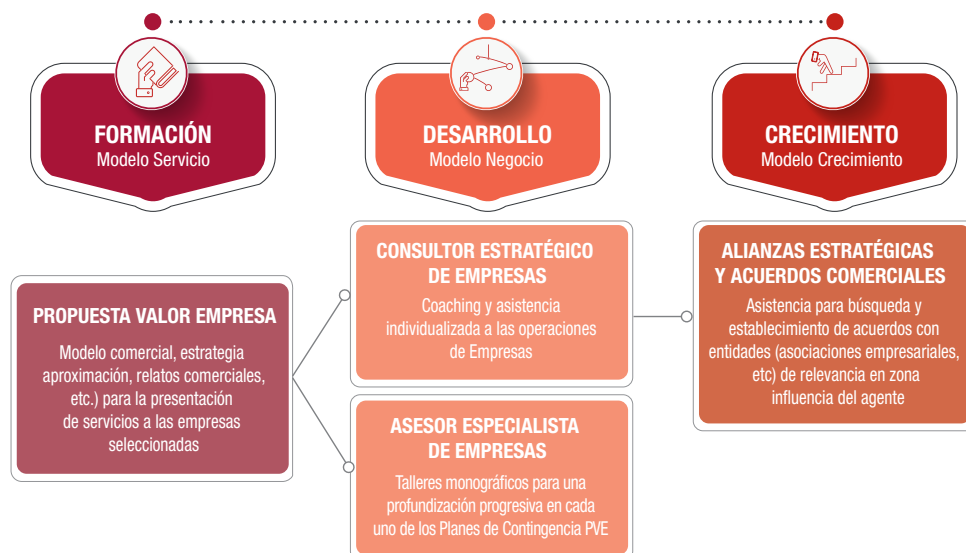 FORMACIÓN
Modelo Servicio
DESARROLLO
Modelo Negocio
CRECIMIENTO
Modelo Crecimiento
PROPUESTA VALOR EMPRESA
Modelo comercial, estrategia
aproximación, relatos comerciales,
etc.) para la presentación
de servicios a las empresas
seleccionadas
CONSULTOR ESTRATÉGICO
DE EMPRESAS
Coaching y asistencia
individualizada a las operaciones
de Empresas
ASESOR ESPECIALISTA
DE EMPRESAS
Talleres monográficos para una
profundización progresiva en cada
uno de los Planes de Contingencia PVE
ALIANZAS ESTRATÉGICAS
Y ACUERDOS COMERCIALES
Asistencia para búsqueda y
establecimiento de acuerdos con
entidades (asociaciones empresariales,
etc) de relevancia en zona
influencia del agente